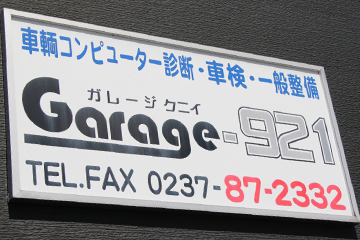 車輌コンピューター診断・車検・一般整備
ガレージ クニイ
Garage-921
TEL.FAX 0237-87-2332